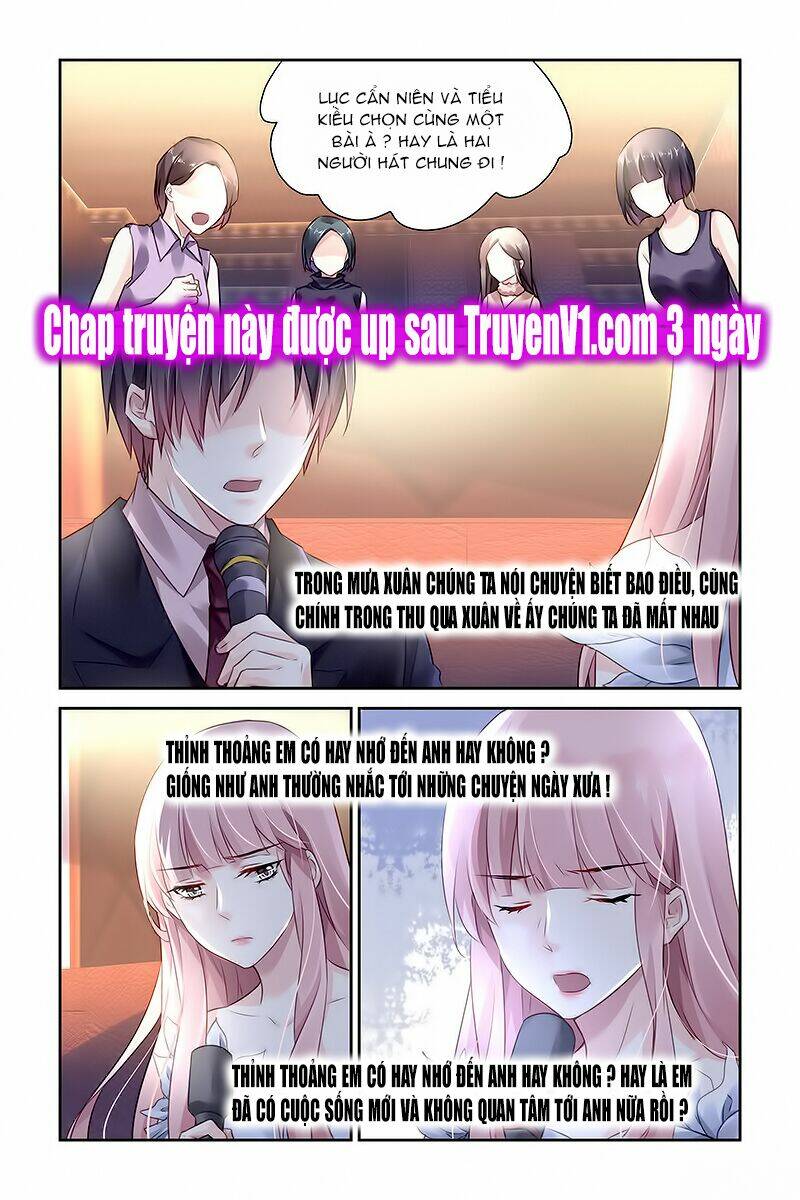 LỤC CẨN NIÊN VÀ TIỂU
KIỀU CHỌN CÙNG MỘT
BÀI À ? HAY LÀ HAI
NGƯỜI HÁT CHUNG ĐI !
Chap truyện này được up sau TruyenV1.com 3 ngày
TRONG MƯA XUÂN CHÚNG TA NÓI CHUYỆN BIẾT BAO ĐIỀU, CŨNG
CHÍNH TRONG THU QUA XUÂN VỀ ẤY CHÚNG TA ĐÃ MẤT NHAU
THỈNH THOẢNG EM CÓ HAY NHỚ ĐẾN ANH HAY KHÔNG ?
GIỐNG NHƯ ANH THƯỜNG NHẮC TỚI NHỮNG CHUYỆN NGÀY XƯA !
THỈNH THOẢNG EM CÓ HAY NHỚ ĐẾN ANH HAY KHÔNG ? HAY LÀ EM
ĐÃ CÓ CUỘC SỐNG MỚI VÀ KHÔNG QUAN TÂM TỚI ANH NỮA RỒI ?